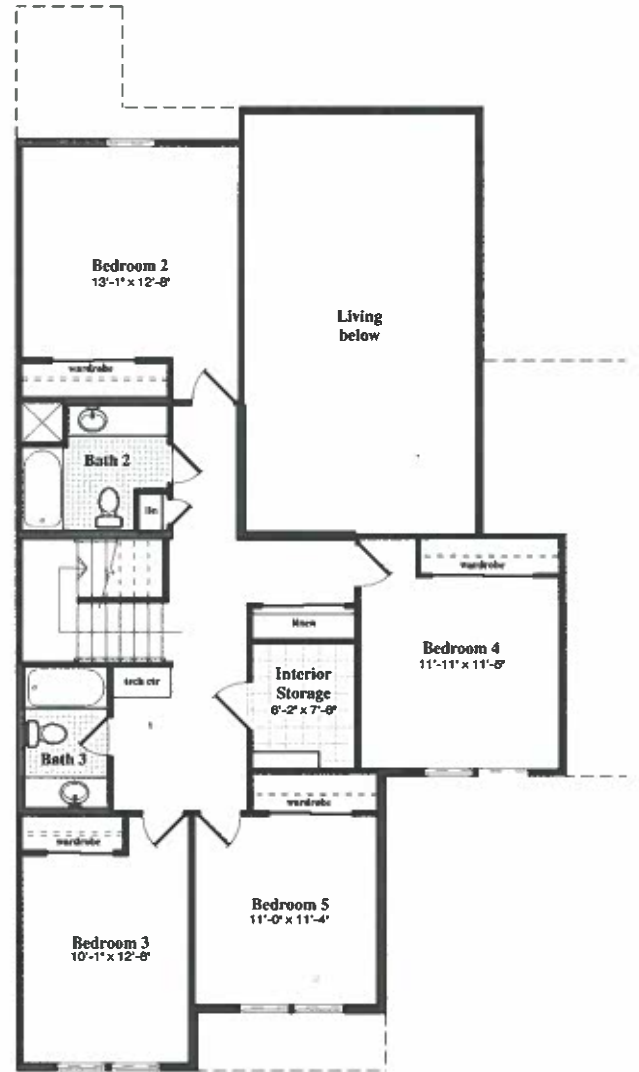 Bedroom 2
13'-1" x 12'-8"
Living
below
wardrobe
Bath 2
lin
wardrobe
linen
Bedroom 4
11'-11" x 11'-8"
tech ctr
Interior
Storage
6'-2" x 7'-6"
Bath 3
wardrobe
wardrobe
Bedroom 5
11'-0" x 11'-4"
Bedroom 3
10'-1" x 12'-6"